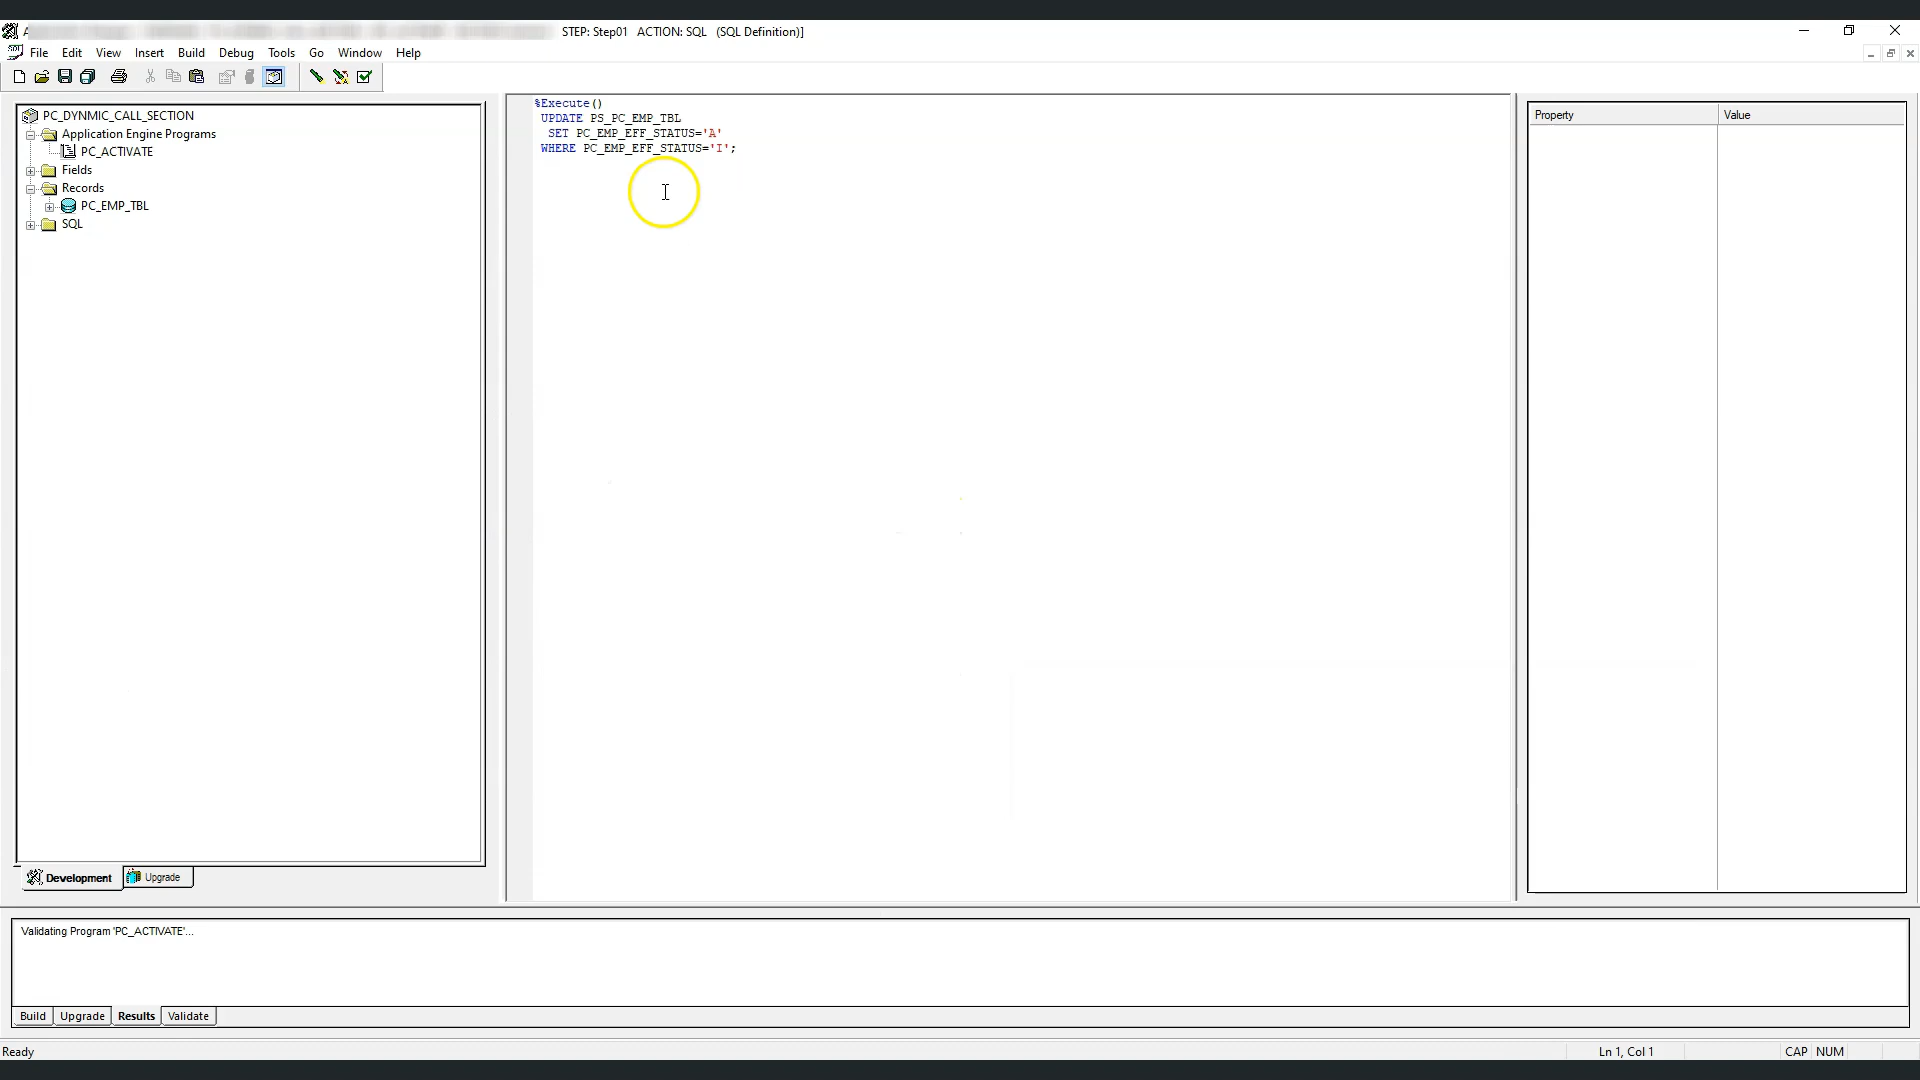 STEP: Step01 ACTION: SQL (SQL Definition)]
File Edit View Insert Build Debug Tools Go Window Help
PC_DYNMIC_CALL_SECTION
Application Engine Programs
PC_ACTIVATE
Fields
Records
PC_EMP_TBL
SQL
%Execute()
UPDATE PS_PC_EMP_TBL
SET PC_EMP_EFF_STATUS='A'
WHERE PC_EMP_EFF_STATUS='I';
Property Value
Development Upgrade
Validating Program 'PC_ACTIVATE'...
Build Upgrade Results Validate
Ready Ln 1, Col 1 CAP NUM